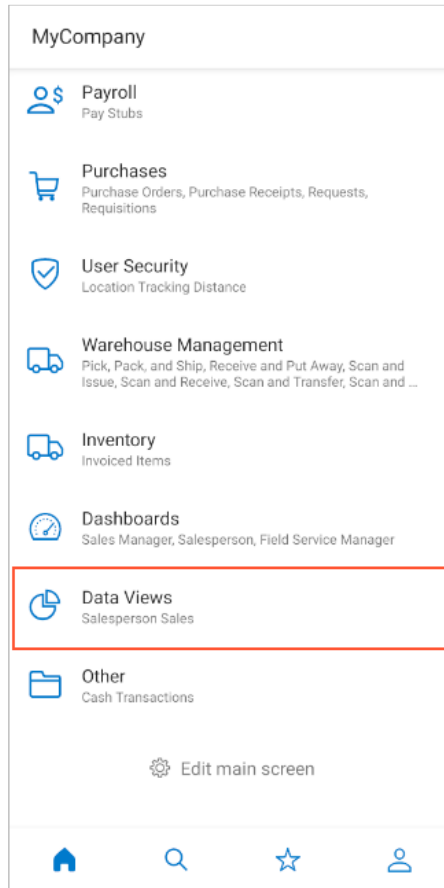 MyCompany
Payroll
Pay Stubs
Purchases
Purchase Orders, Purchase Receipts, Requests,
Requisitions
User Security
Location Tracking Distance
Warehouse Management
Pick, Pack, and Ship, Receive and Put Away, Scan and
Issue, Scan and Receive, Scan and Transfer, Scan and ...
Inventory
Invoiced Items
Dashboards
Sales Manager, Salesperson, Field Service Manager
Data Views
Salesperson Sales
Other
Cash Transactions
Edit main screen